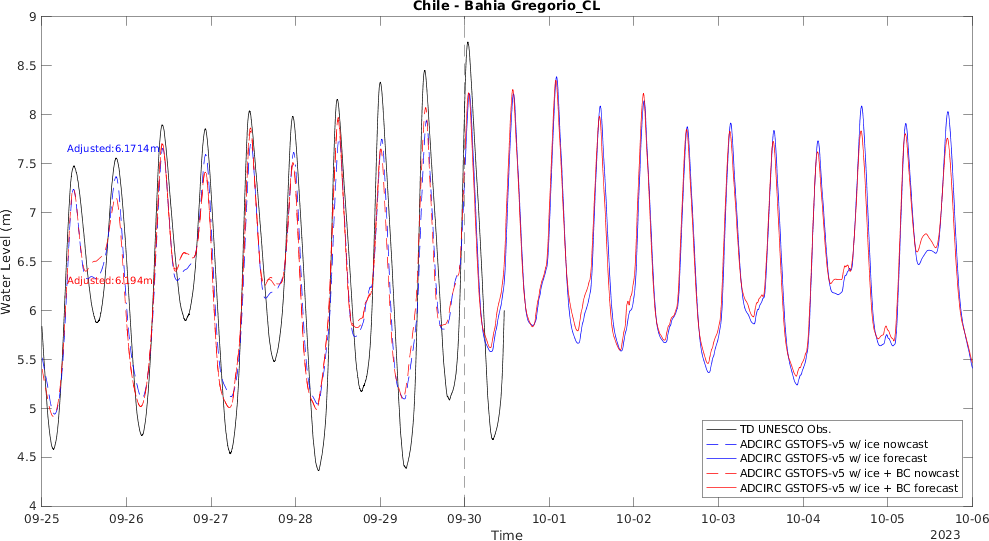 Chile - Bahia Gregorio_CL
9
8.5
8
7.5
7
6.5
6
5.5
5
4.5
4
Water Level (m)
Adjusted:6.1714m
Adjusted:6.194m
TD UNESCO Obs.
ADCIRC GSTOFS-v5 w/ ice nowcast
ADCIRC GSTOFS-v5 w/ ice forecast
ADCIRC GSTOFS-v5 w/ ice + BC nowcast
ADCIRC GSTOFS-v5 w/ ice + BC forecast
09-25 09-26 09-27 09-28 09-29 09-30 10-01 10-02 10-03 10-04 10-05 10-06
Time
2023